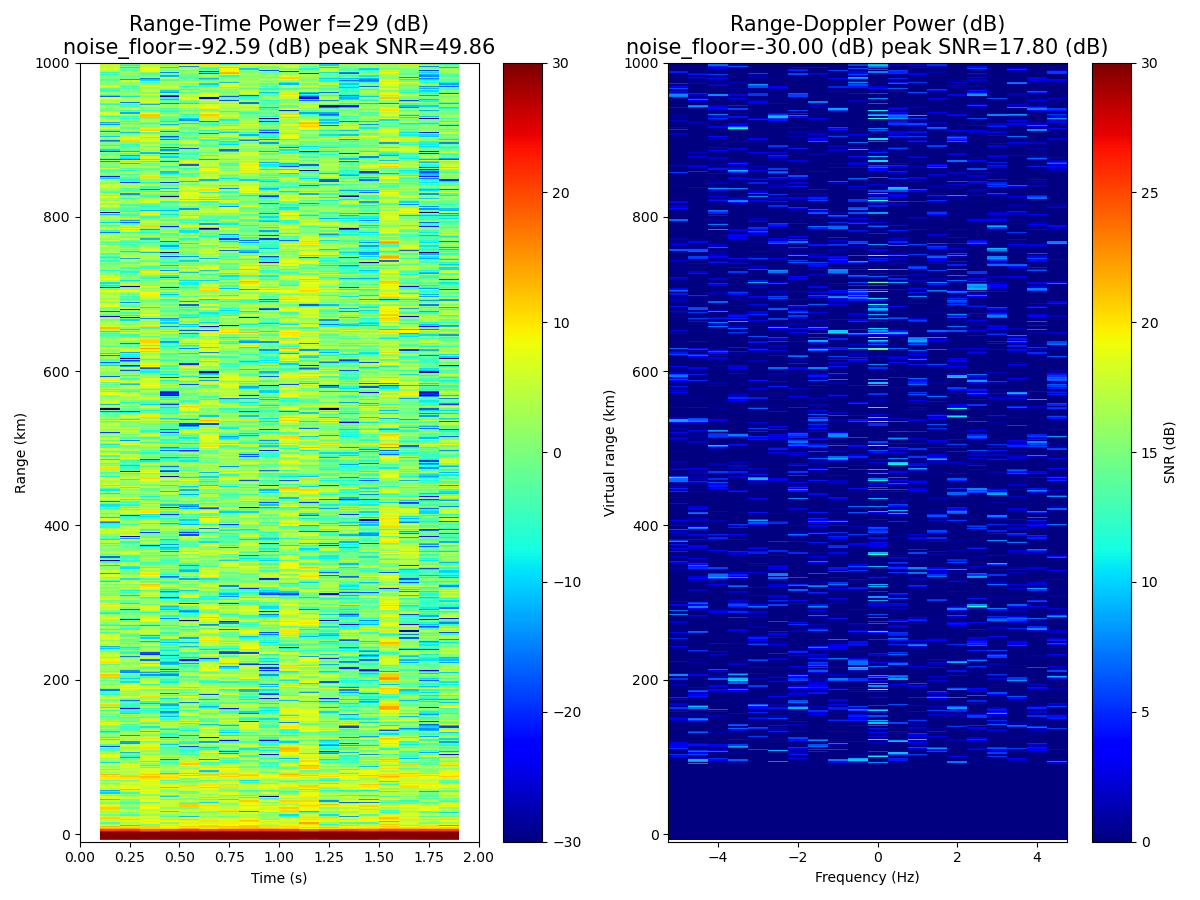 Range-Time Power f=29 (dB)
noise_floor=-92.59 (dB) peak SNR=49.86
Range (km)
1000
800
600
400
200
0
0.00 0.25 0.50 0.75 1.00 1.25 1.50 1.75 2.00
Time (s)
30
20
10
0
−10
−20
−30
Range-Doppler Power (dB)
noise_floor=-30.00 (dB) peak SNR=17.80 (dB)
Virtual range (km)
1000
800
600
400
200
0
−4 −2 0 2 4
Frequency (Hz)
30
25
20
15
10
5
0
SNR (dB)